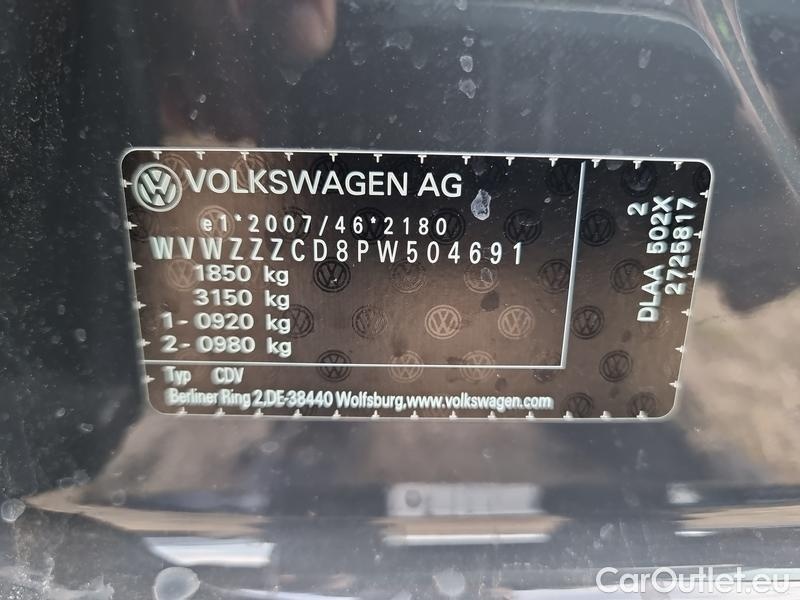 VOLKSWAGEN AG
e1*2007/46*2180
WVWZZZCD8PW504691
1850 kg
3150 kg
1- 0920 kg
2- 0980 kg
Typ CDV
Berliner Ring 2,DE-38440 Wolfsburg,www.volkswagen.com
2
DLAA 502X
2725817
CarOutlet.eu